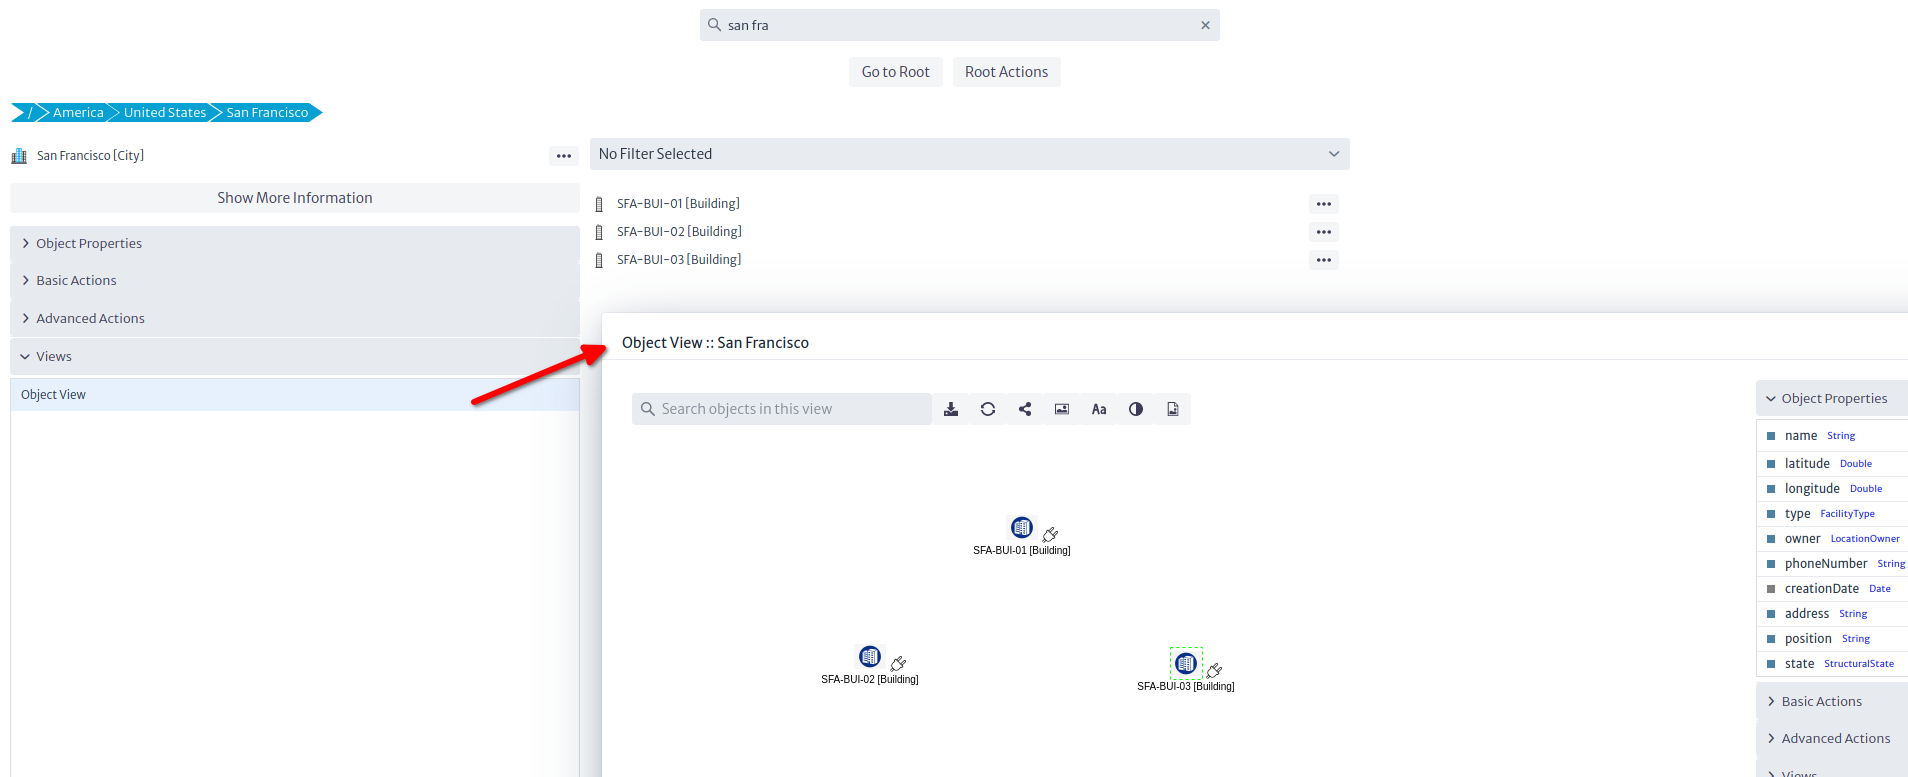 san fra
Go to Root
Root Actions
/
America
United States
San Francisco
San Francisco [City]
No Filter Selected
Show More Information
SFA-BUI-01 [Building]
SFA-BUI-02 [Building]
SFA-BUI-03 [Building]
Object Properties
Basic Actions
Advanced Actions
Views
Object View
Object View :: San Francisco
Search objects in this view
Aa
SFA-BUI-01 [Building]
SFA-BUI-02 [Building]
SFA-BUI-03 [Building]
Object Properties
name String
latitude Double
longitude Double
type FacilityType
owner LocationOwner
phoneNumber String
creationDate Date
address String
position String
state StructuralState
Basic Actions
Advanced Actions
Views